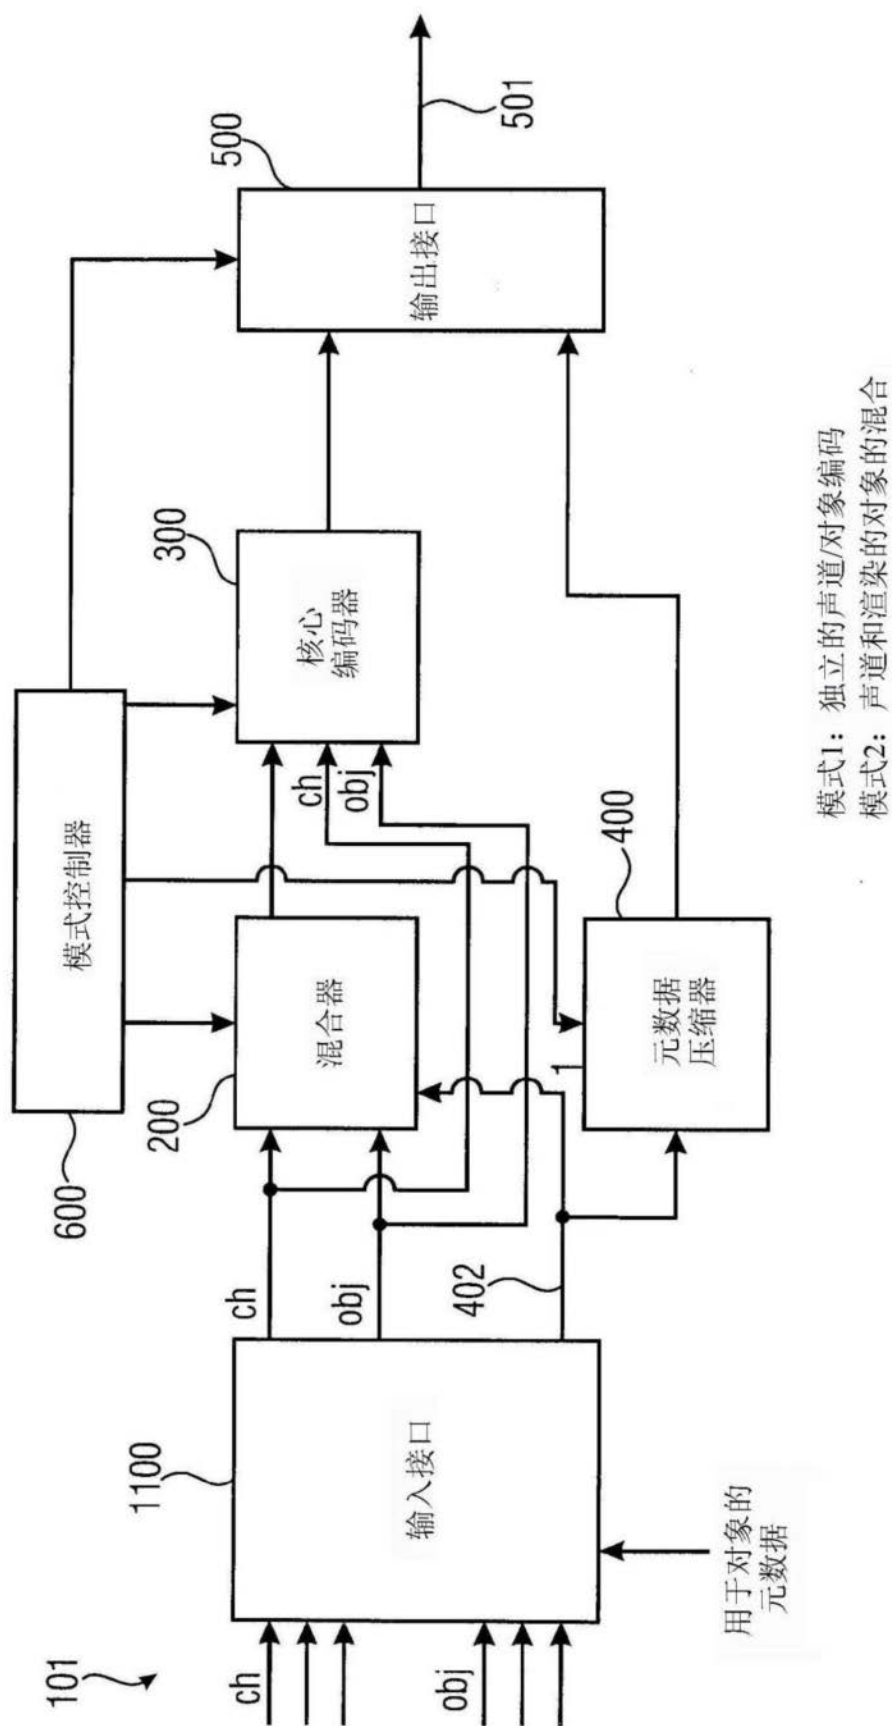 600
模式控制器
500
501
输出接口
300
核心
编码器
ch
obj
200
混合器
400
1
元数据
压缩器
ch
obj
402
1100
输入接口
101
ch
obj
用于对象的
元数据
模式1：独立的声道/对象编码
模式2：声道和渲染的对象的混合